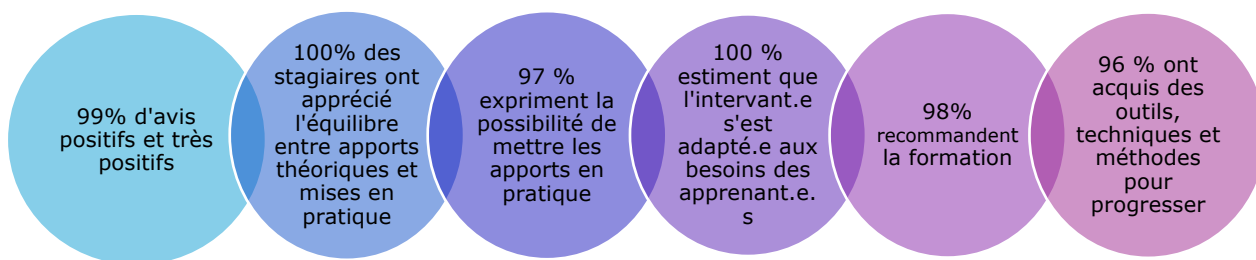 99% d'avis
positifs et très
positifs
100% des
stagiaires ont
apprécié
l'équilibre
entre apports
théoriques et
mises en
pratique
97 %
expriment la
possibilité de
mettre les
apports en
pratique
100 %
estiment que
l'intervant.e
s'est
adapté.e aux
besoins des
apprenant.e.
s
98%
recommandent
la formation
96 % ont
acquis des
outils,
techniques et
méthodes
pour
progresser